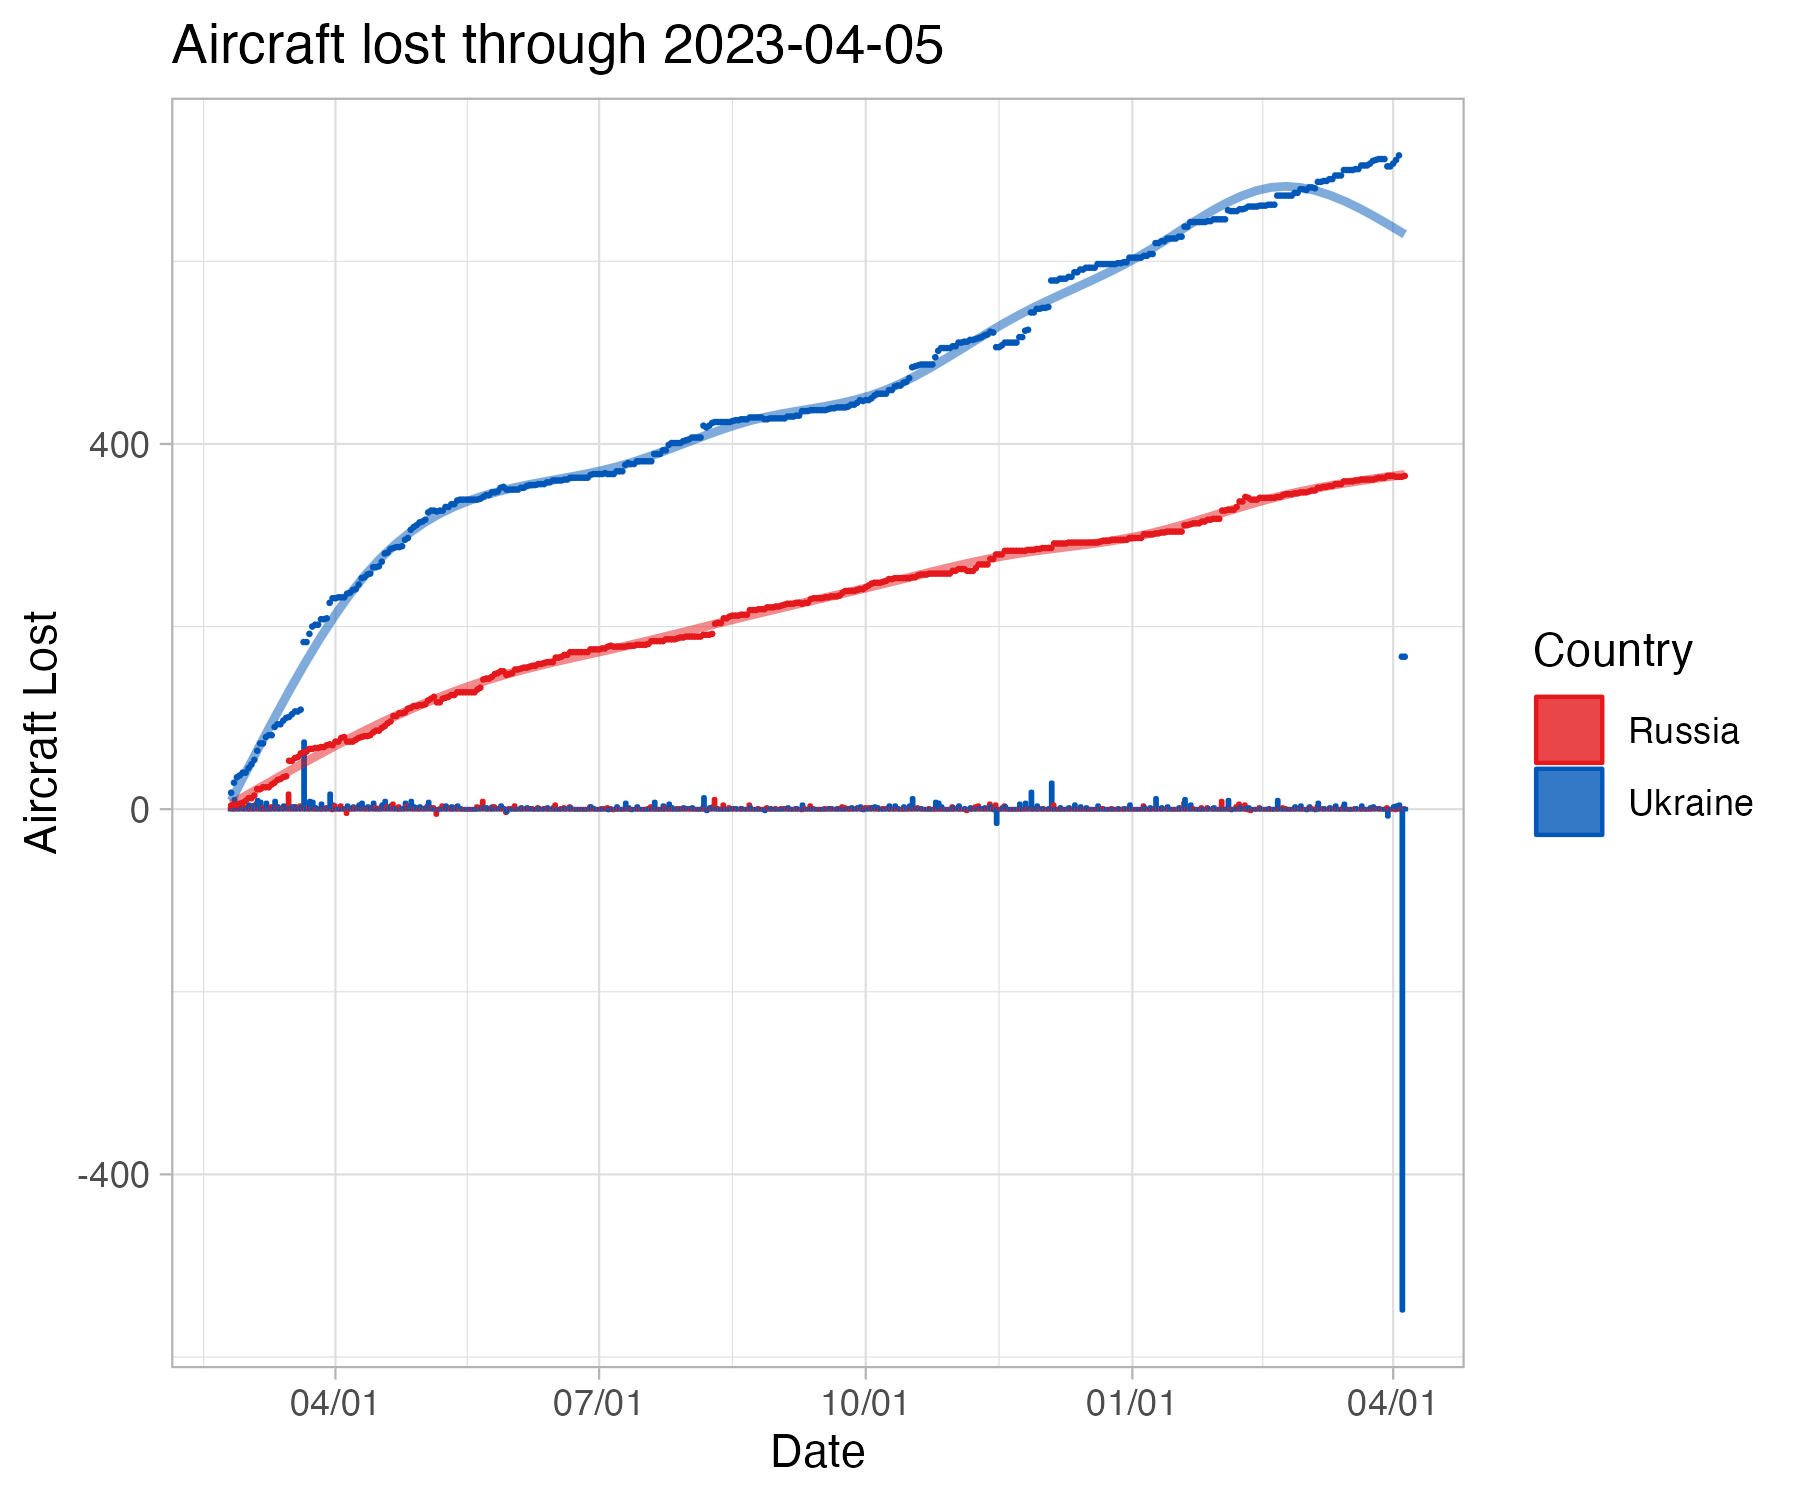 Aircraft lost through 2023-04-05
Aircraft Lost
400
0
-400
04/01
07/01
10/01
01/01
04/01
Date
Country
Russia
Ukraine